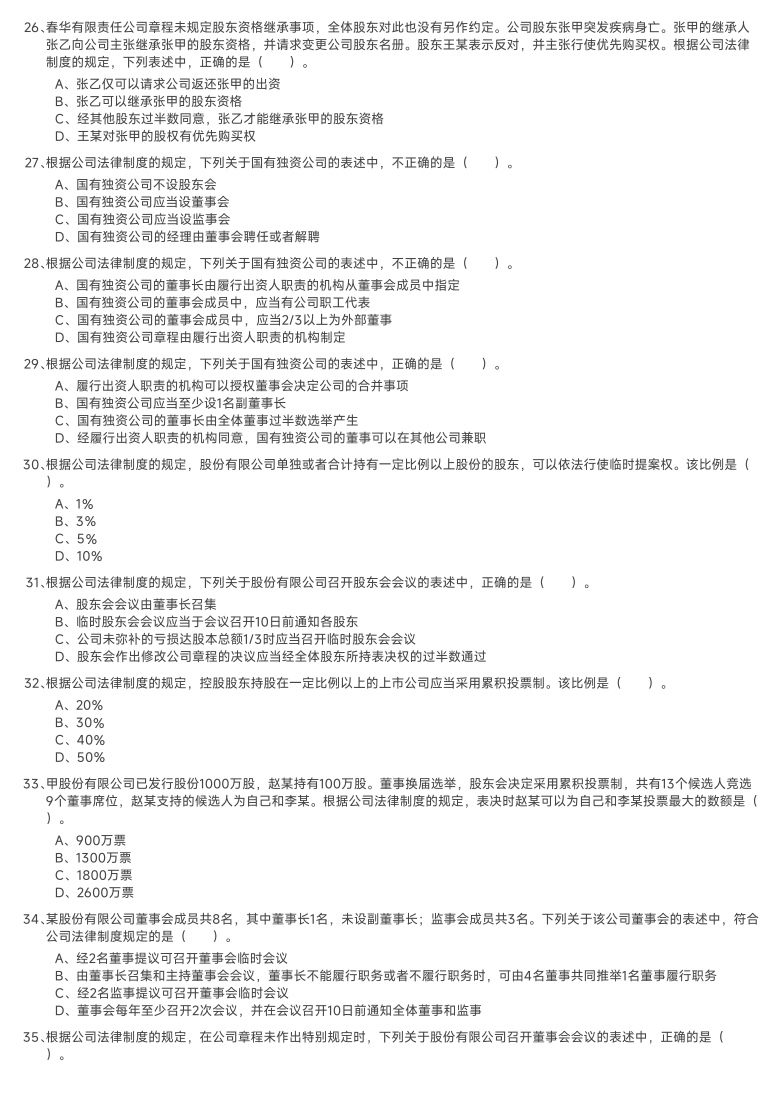 26、春华有限责任公司章程未规定股东资格继承事项，全体股东对此也没有另作约定。公司股东张甲突发疾病身亡。张甲的继承人
张乙向公司主张继承张甲的股东资格，并请求变更公司股东名册。股东王某表示反对，并主张行使优先购买权。根据公司法律
制度的规定，下列表述中，正确的是（　　）。
A、张乙仅可以请求公司返还张甲的出资
B、张乙可以继承张甲的股东资格
C、经其他股东过半数同意，张乙才能继承张甲的股东资格
D、王某对张甲的股权有优先购买权
27、根据公司法律制度的规定，下列关于国有独资公司的表述中，不正确的是（　　）。
A、国有独资公司不设股东会
B、国有独资公司应当设董事会
C、国有独资公司应当设监事会
D、国有独资公司的经理由董事会聘任或者解聘
28、根据公司法律制度的规定，下列关于国有独资公司的表述中，不正确的是（　　）。
A、国有独资公司的董事长由履行出资人职责的机构从董事会成员中指定
B、国有独资公司的董事会成员中，应当有公司职工代表
C、国有独资公司的董事会成员中，应当2/3以上为外部董事
D、国有独资公司章程由履行出资人职责的机构制定
29、根据公司法律制度的规定，下列关于国有独资公司的表述中，正确的是（　　）。
A、履行出资人职责的机构可以授权董事会决定公司的合并事项
B、国有独资公司应当至少设1名副董事长
C、国有独资公司的董事长由全体董事过半数选举产生
D、经履行出资人职责的机构同意，国有独资公司的董事可以在其他公司兼职
30、根据公司法律制度的规定，股份有限公司单独或者合计持有一定比例以上股份的股东，可以依法行使临时提案权。该比例是（
）。
A、1%
B、3%
C、5%
D、10%
31、根据公司法律制度的规定，下列关于股份有限公司召开股东会会议的表述中，正确的是（　　）。
A、股东会会议由董事长召集
B、临时股东会会议应当于会议召开10日前通知各股东
C、公司未弥补的亏损达股本总额1/3时应当召开临时股东会会议
D、股东会作出修改公司章程的决议应当经全体股东所持表决权的过半数通过
32、根据公司法律制度的规定，控股股东持股在一定比例以上的上市公司应当采用累积投票制。该比例是（　　）。
A、20%
B、30%
C、40%
D、50%
33、甲股份有限公司已发行股份1000万股，赵某持有100万股。董事换届选举，股东会决定采用累积投票制，共有13个候选人竞选
9个董事席位，赵某支持的候选人为自己和李某。根据公司法律制度的规定，表决时赵某可以为自己和李某投票最大的数额是（
）。
A、900万票
B、1300万票
C、1800万票
D、2600万票
34、某股份有限公司董事会成员共8名，其中董事长1名，未设副董事长；监事会成员共3名。下列关于该公司董事会的表述中，符合
公司法律制度规定的是（　　）。
A、经2名董事提议可召开董事会临时会议
B、由董事长召集和主持董事会会议，董事长不能履行职务或者不履行职务时，可由4名董事共同推举1名董事履行职务
C、经2名监事提议可召开董事会临时会议
D、董事会每年至少召开2次会议，并在会议召开10日前通知全体董事和监事
35、根据公司法律制度的规定，在公司章程未作出特别规定时，下列关于股份有限公司召开董事会会议的表述中，正确的是（
）。